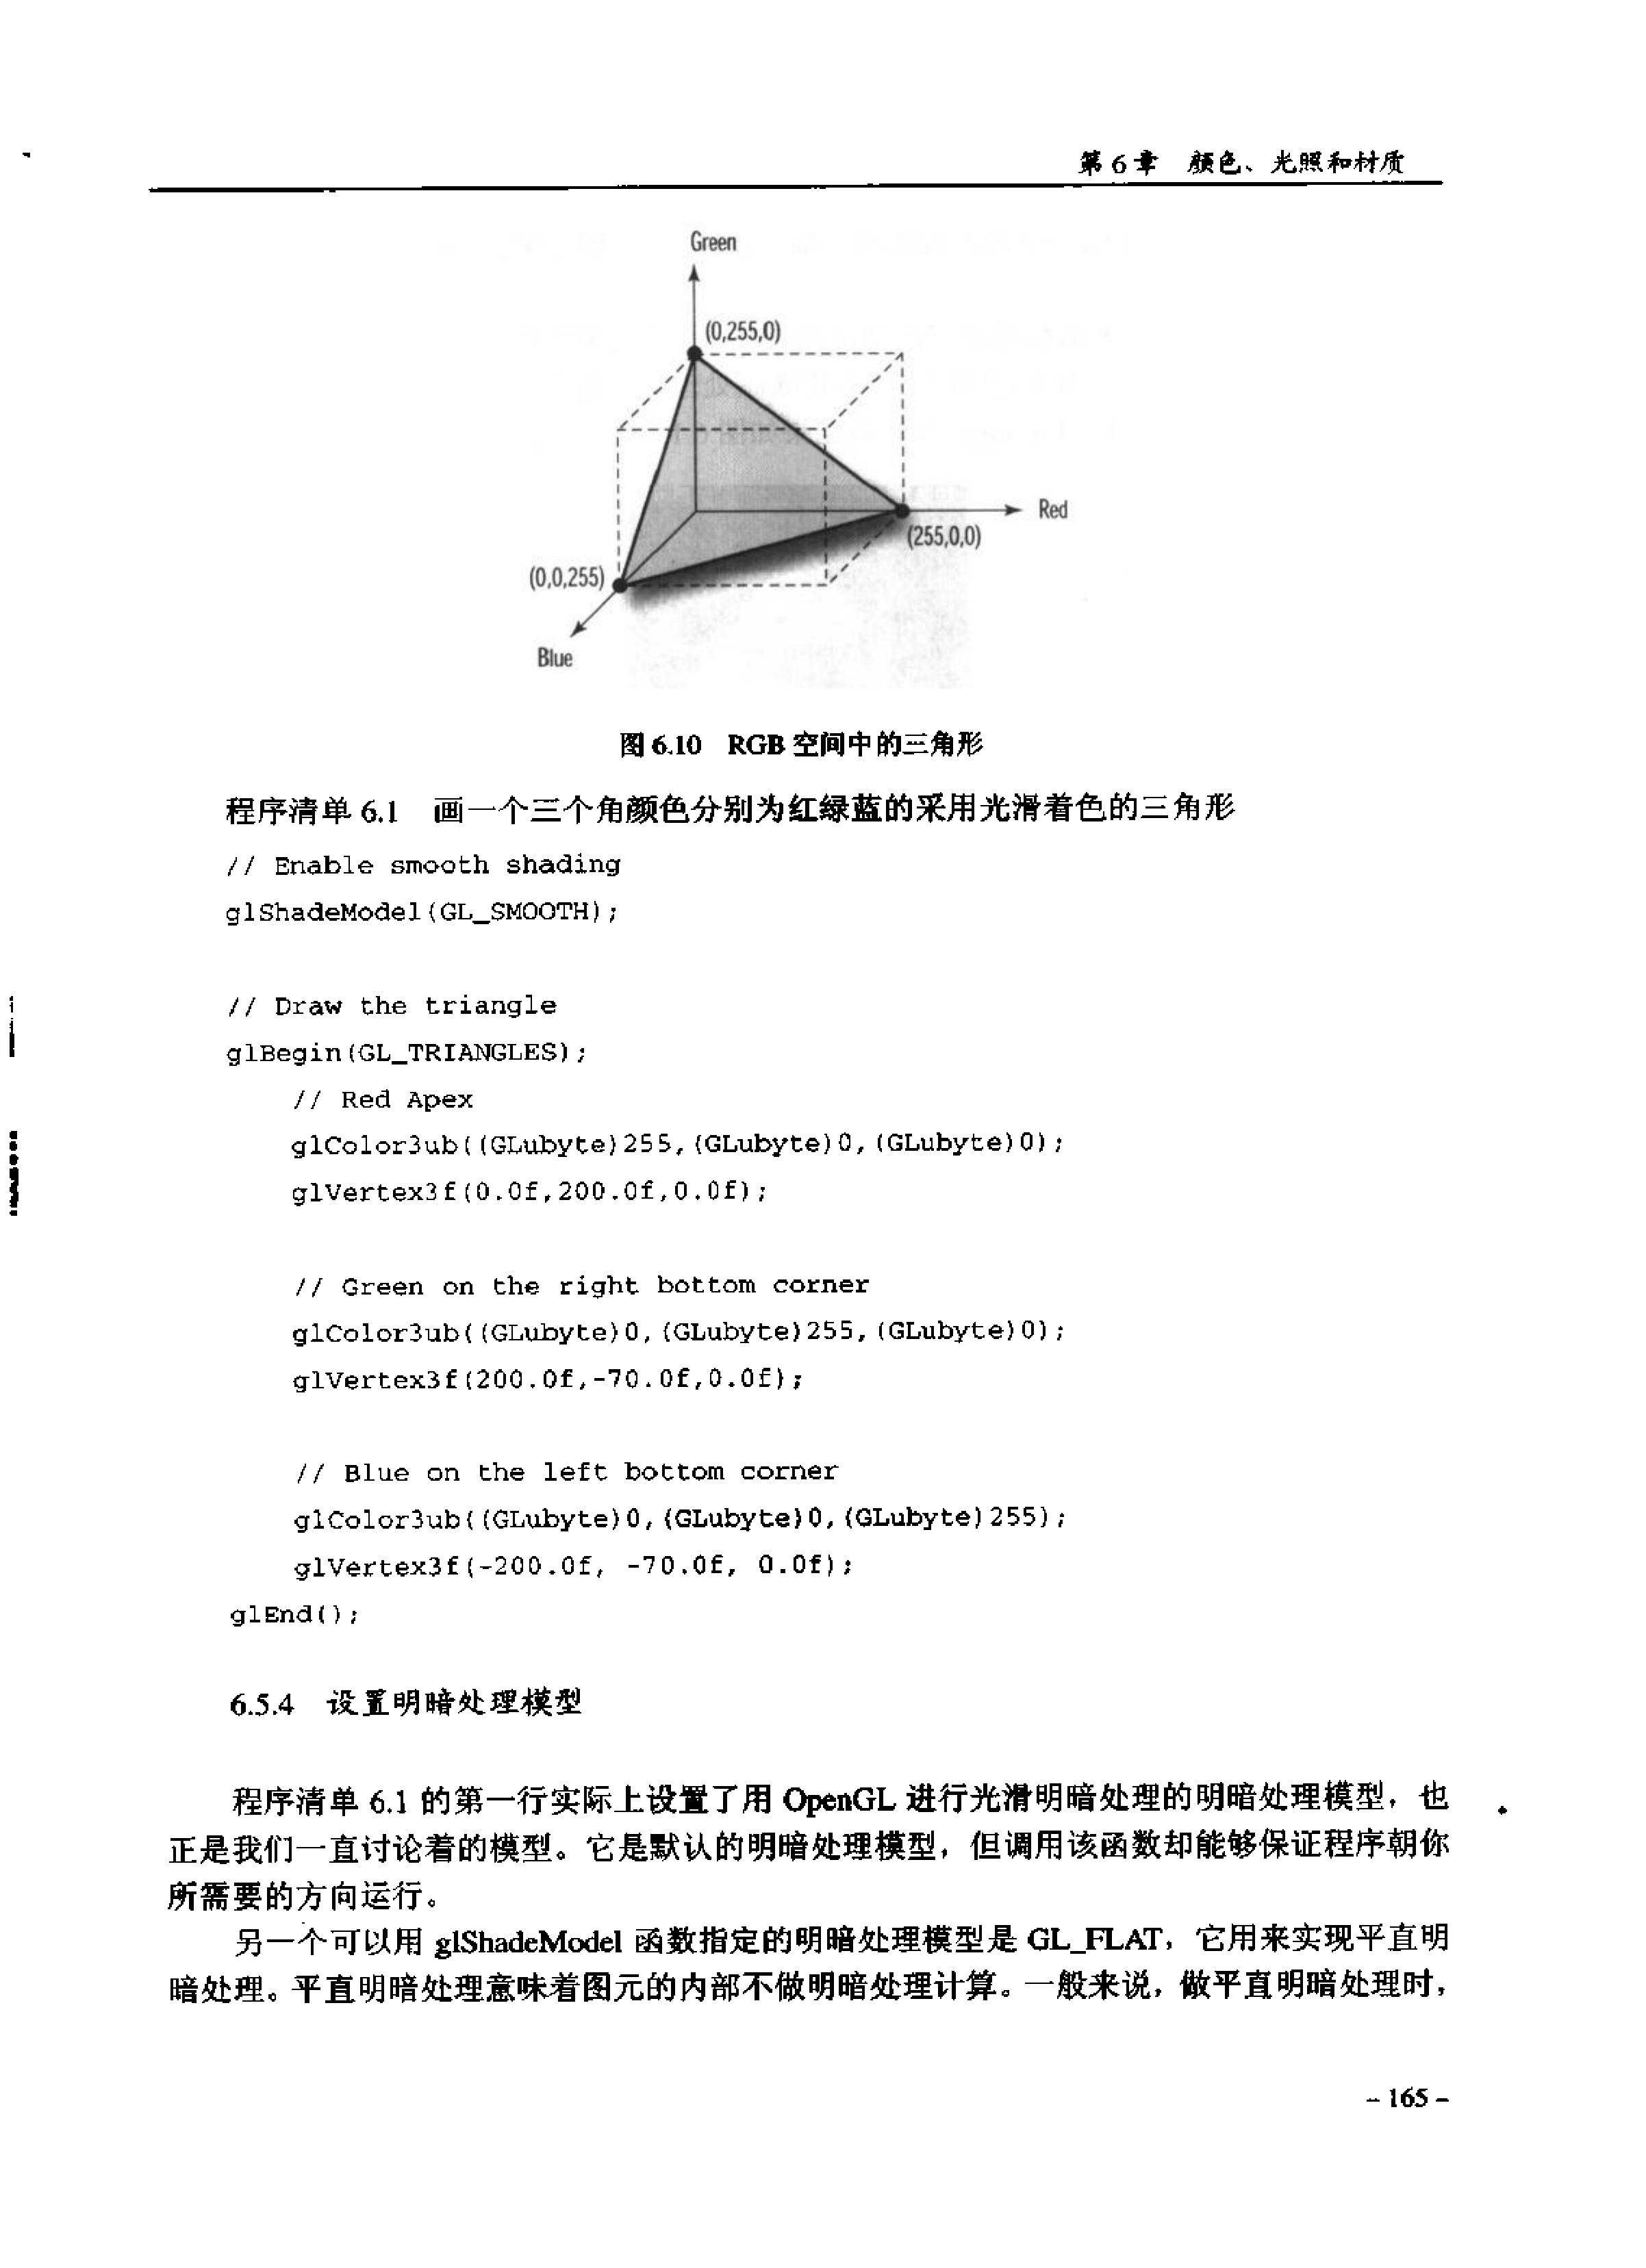 第 6 章　颜色、光照和材质
Green
(0,255,0)
Red
(255,0,0)
(0,0,255)
Blue
图 6.10　RGB 空间中的三角形
程序清单 6.1　画一个三个角颜色分别为红绿蓝的采用光滑着色的三角形
// Enable smooth shading
glShadeModel(GL_SMOOTH);
// Draw the triangle
glBegin(GL_TRIANGLES);
// Red Apex
glColor3ub((GLubyte)255,(GLubyte)0,(GLubyte)0);
glVertex3f(0.0f,200.0f,0.0f);
// Green on the right bottom corner
glColor3ub((GLubyte)0,(GLubyte)255,(GLubyte)0);
glVertex3f(200.0f,-70.0f,0.0f);
// Blue on the left bottom corner
glColor3ub((GLubyte)0,(GLubyte)0,(GLubyte)255);
glVertex3f(-200.0f, -70.0f, 0.0f);
glEnd();
6.5.4　设置明暗处理模型
程序清单 6.1 的第一行实际上设置了用 OpenGL 进行光滑明暗处理的明暗处理模型，也
正是我们一直讨论着的模型。它是默认的明暗处理模型，但调用该函数却能够保证程序朝你
所需要的方向运行。
另一个可以用 glShadeModel 函数指定的明暗处理模型是 GL_FLAT，它用来实现平直明
暗处理。平直明暗处理意味着图元的内部不做明暗处理计算。一般来说，做平直明暗处理时，
– 165 –